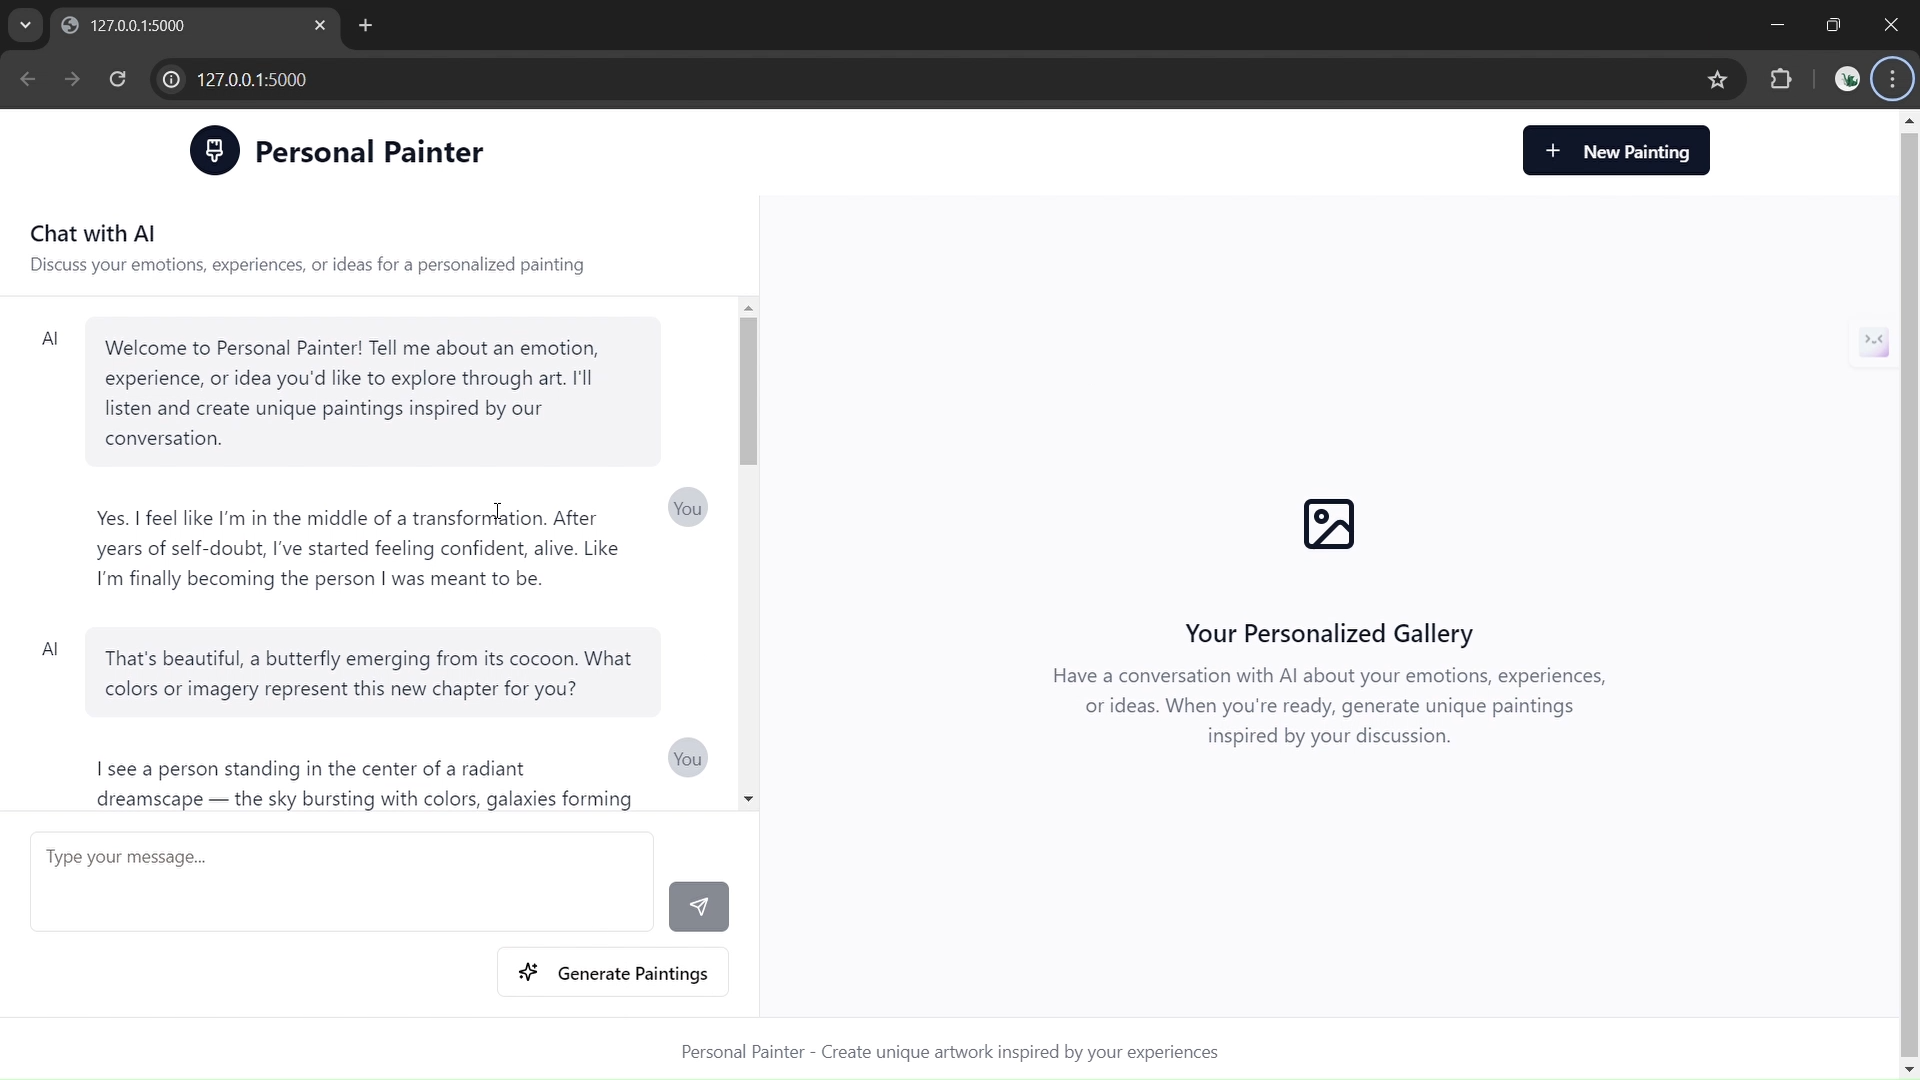 127.0.0.1:5000
127.0.0.1:5000
Personal Painter
New Painting
Chat with AI
Discuss your emotions, experiences, or ideas for a personalized painting
AI
Welcome to Personal Painter! Tell me about an emotion,
experience, or idea you'd like to explore through art. I'll
listen and create unique paintings inspired by our
conversation.
You
Yes. I feel like I’m in the middle of a transformation. After
years of self-doubt, I’ve started feeling confident, alive. Like
I’m finally becoming the person I was meant to be.
AI
That's beautiful, a butterfly emerging from its cocoon. What
colors or imagery represent this new chapter for you?
You
I see a person standing in the center of a radiant
dreamscape — the sky bursting with colors, galaxies forming
Type your message...
Generate Paintings
Your Personalized Gallery
Have a conversation with AI about your emotions, experiences,
or ideas. When you're ready, generate unique paintings
inspired by your discussion.
Personal Painter - Create unique artwork inspired by your experiences